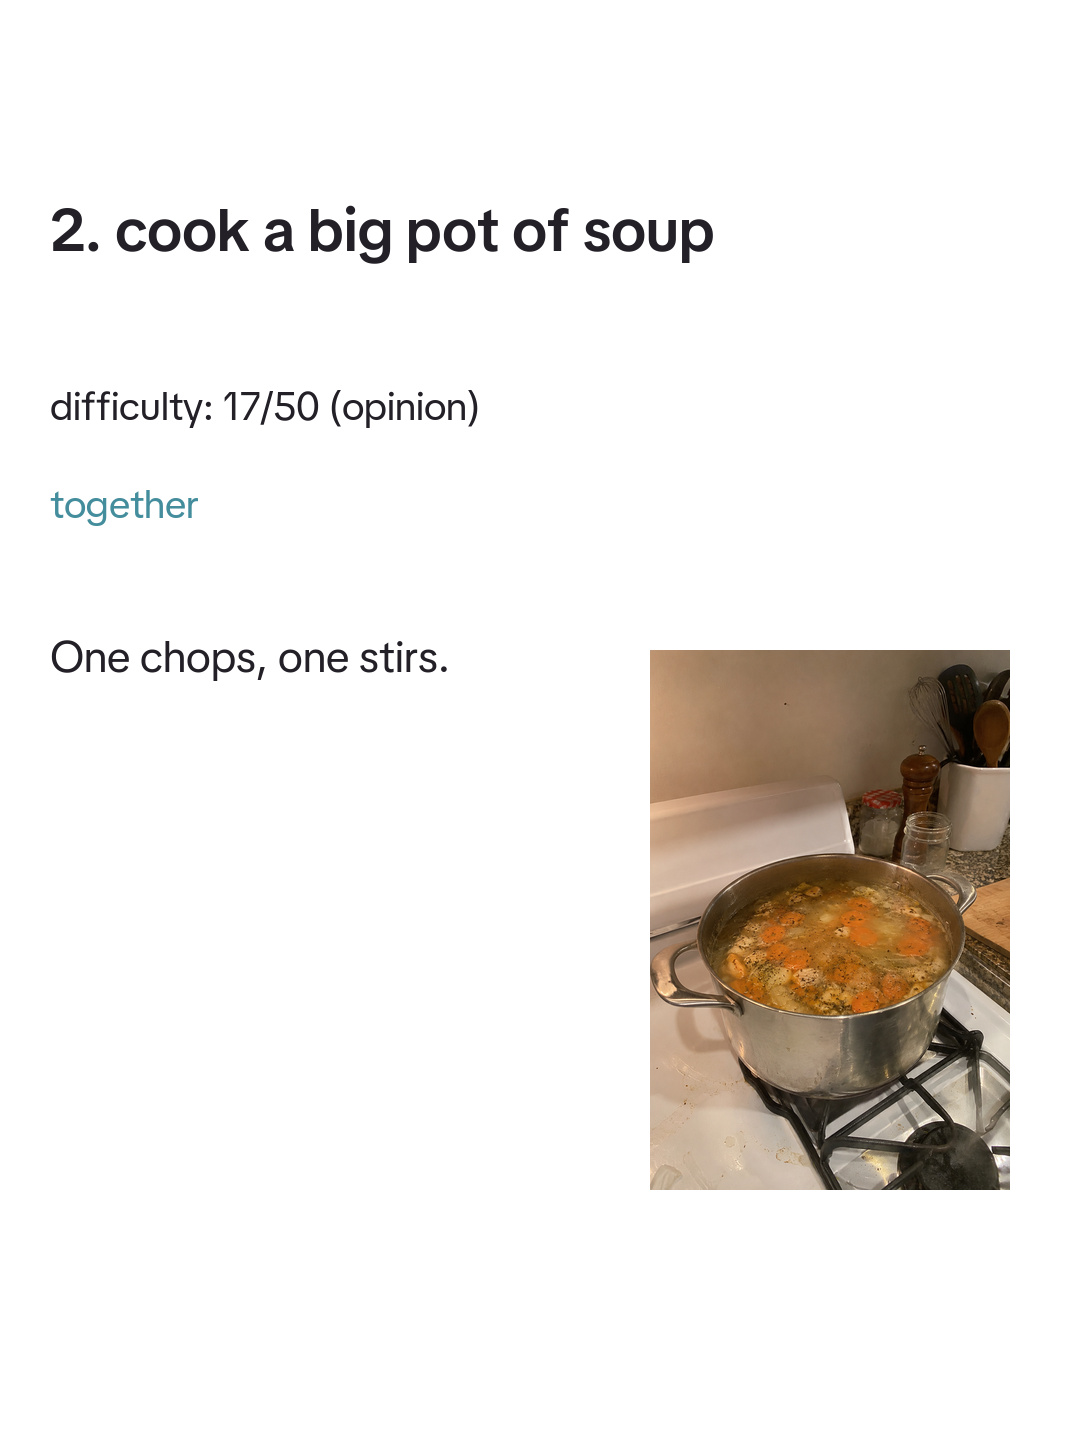 2. cook a big pot of soup
difficulty: 17/50 (opinion)
together
One chops, one stirs.